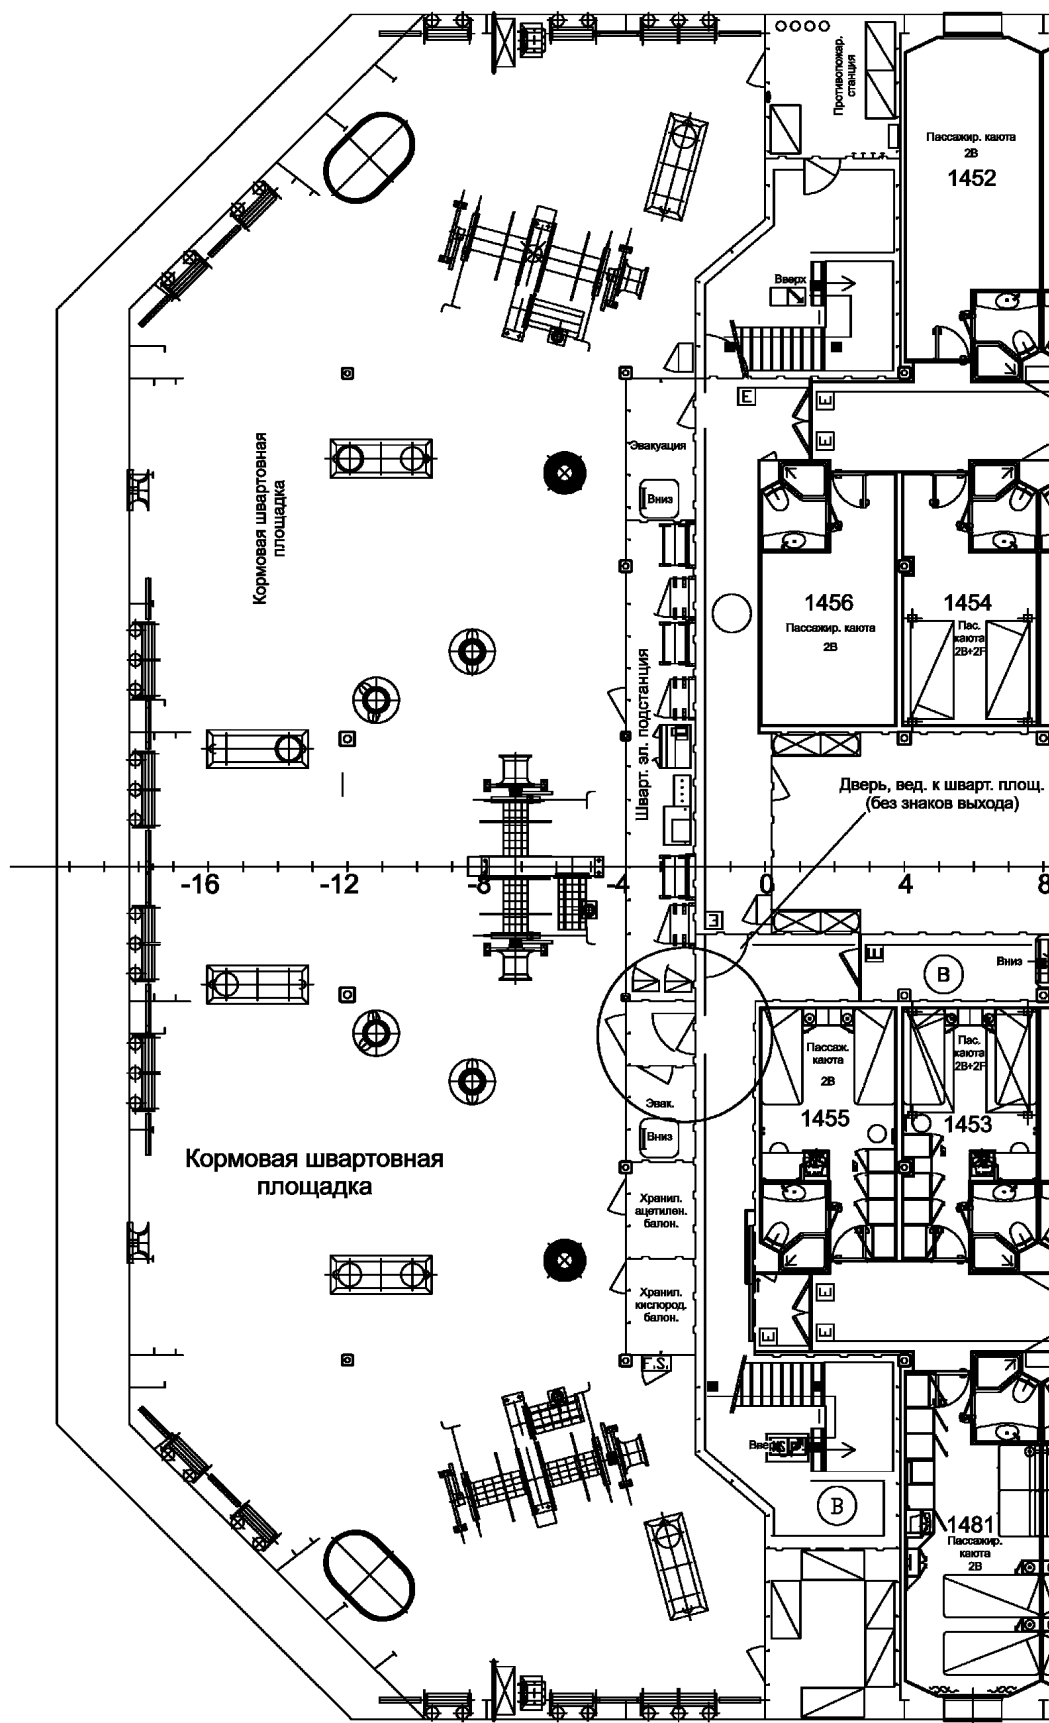 Противопожар.
станция
Пассажир. каюта
2В
1452
Вверх
E
E
E
Эвакуация
Вниз
Кормовая швартовная
площадка
1456
Пассажир. каюта
2В
1454
Пас.
каюта
2В+2F
Шварт. эл. подстанция
Дверь, вед. к шварт. площ.
(без знаков выхода)
-16
-12
-8
-4
0
4
8
E
E
B
Вниз
Пассаж.
каюта
2В
1455
Пас.
каюта
2В+2F
1453
Эвак.
Вниз
Кормовая швартовная
площадка
Хранил.
ацетилен.
балон.
Хранил.
кислород.
балон.
E
E
E
F.S.
Вверх
B
1481
Пассажир.
каюта
2В